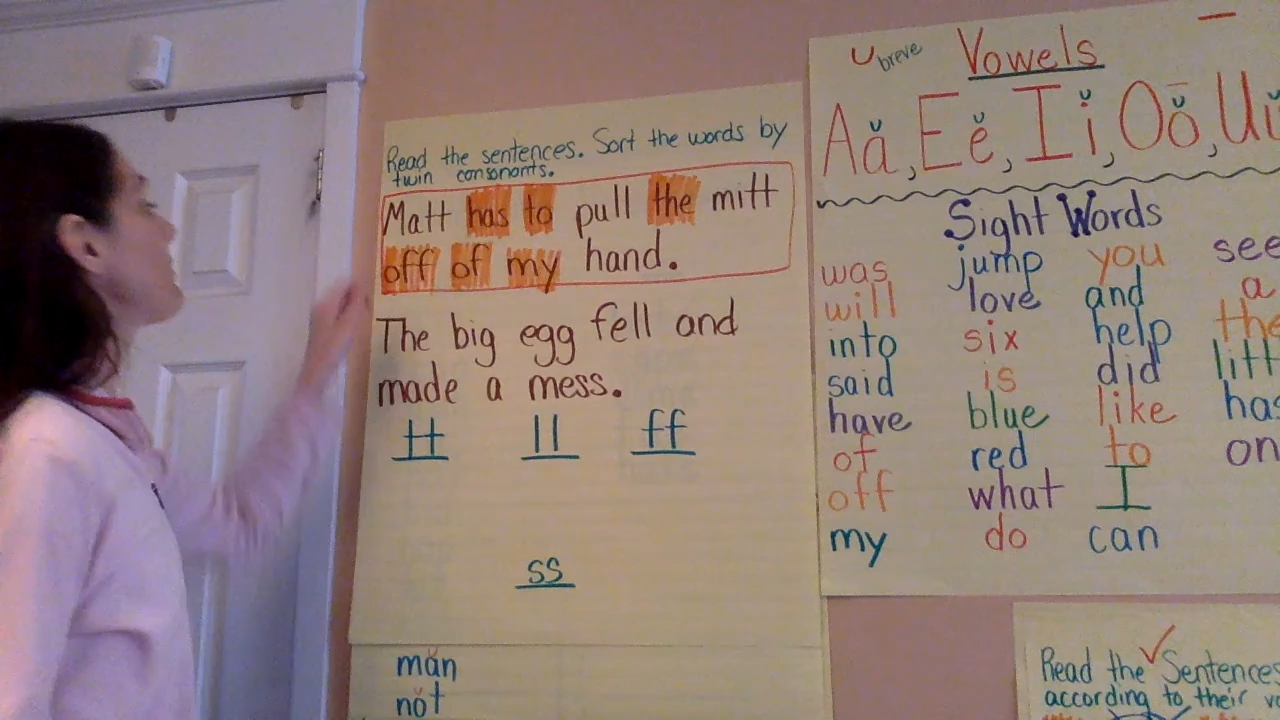 Read the sentences. Sort the words by
twin consonants.
Matt has to pull the mitt
off of my hand.
The big egg fell and
made a mess.
tt ll ff
ss
măn
nŏt
˘ breve Vowels
Aă, Eĕ, Iĭ, Oŏ, Uŭ
Sight Words
was jump you see
will love and a
into six help the
said is did litt
have blue like has
of red to on
off what I
my do can
Read the ✓ Sentences
according to their